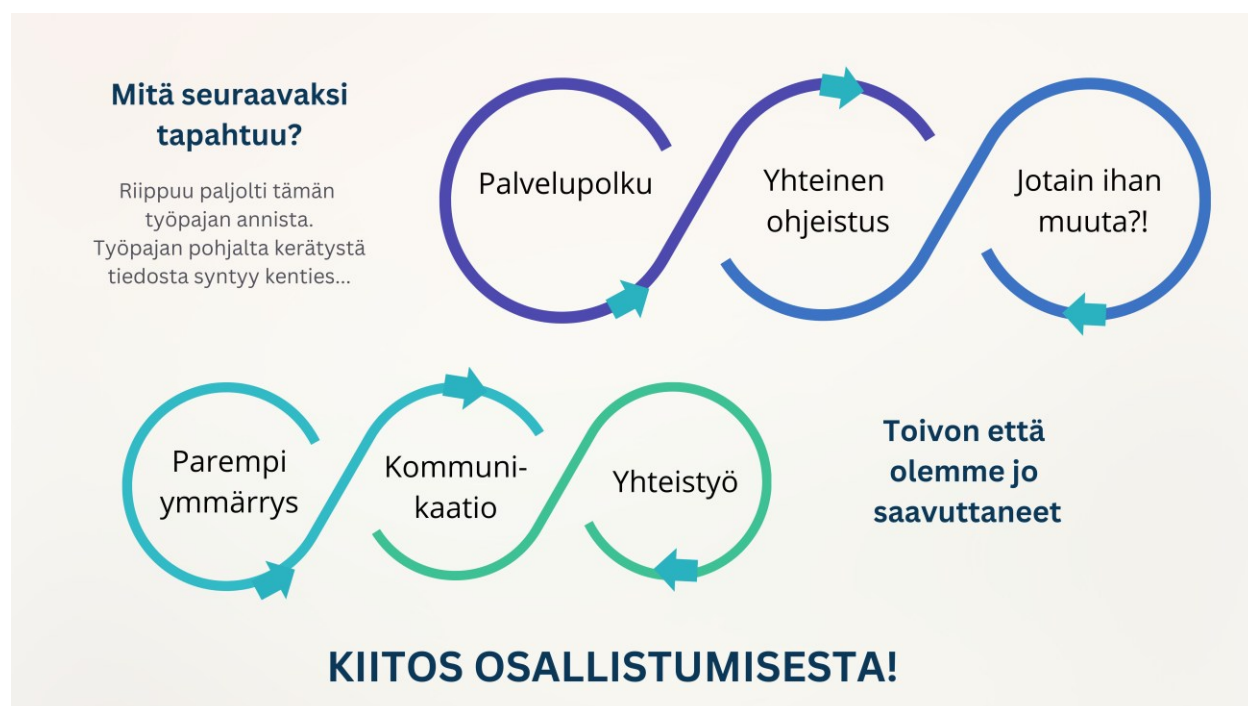 Mitä seuraavaksi
tapahtuu?
Riippuu paljolti tämän
työpajan annista.
Työpajan pohjalta kerätystä
tiedosta syntyy kenties...
Palvelupolku
Yhteinen
ohjeistus
Jotain ihan
muuta?!
Parempi
ymmärrys
Kommuni-
kaatio
Yhteistyö
Toivon että
olemme jo
saavuttaneet
KIITOS OSALLISTUMISESTA!